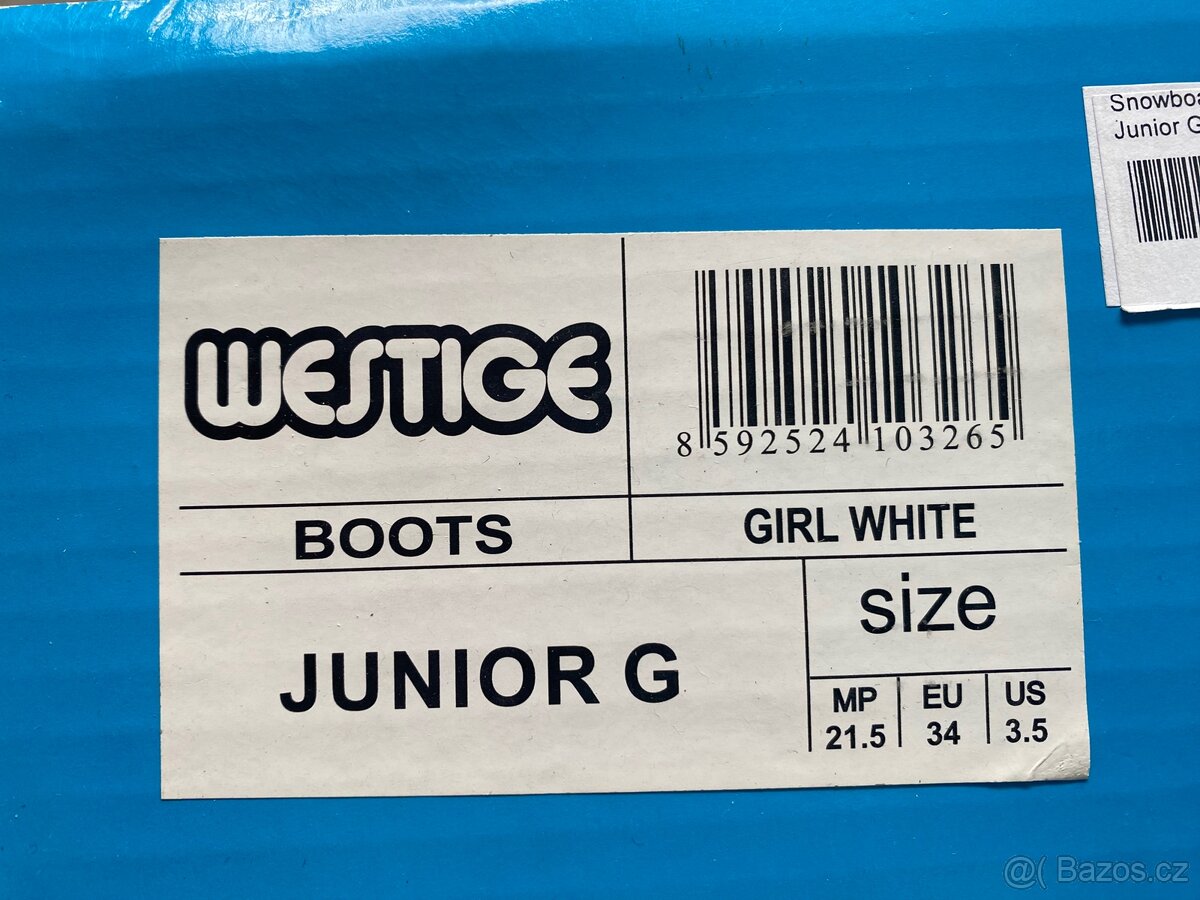 Junior
WESTIGE
8 592524 103265
BOOTS
GIRL WHITE
JUNIOR G
size
MP
EU
US
21.5
34
3.5
@( Bazos.cz